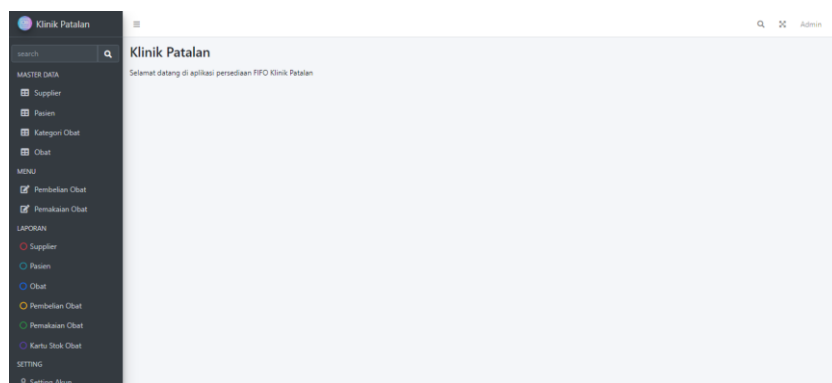 Klinik Patalan
Admin
search
Klinik Patalan
Selamat datang di aplikasi persediaan FIFO Klinik Patalan
MASTER DATA
Supplier
Pasien
Kategori Obat
Obat
MENU
Pembelian Obat
Pemakaian Obat
LAPORAN
Supplier
Pasien
Obat
Pembelian Obat
Pemakaian Obat
Kartu Stok Obat
SETTING
Setting Akun